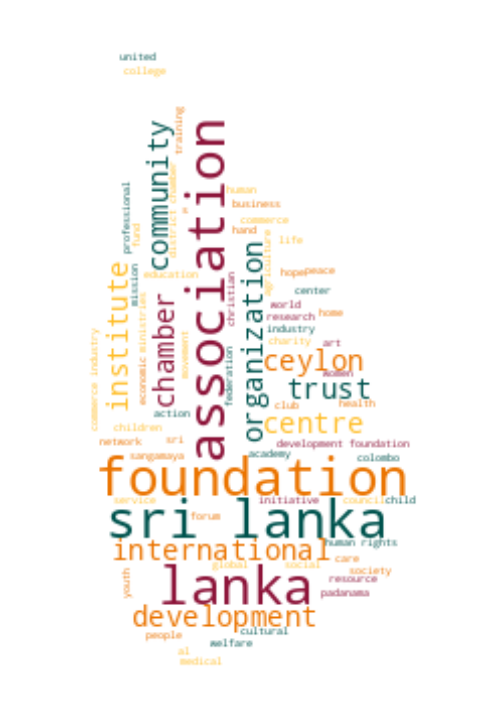 united
college
training
community
association
professional
fund
district chamber
e
human
business
commerce
hand
life
organization
agriculture
institute
mission
education
hope
peace
center
christian
world
research
home
industry
economic
ministries
chamber
movement
federation
commerce industry
charity
art
ceylon
women
trust
action
club
health
centre
children
network
sri
development foundation
sangamaya
academy
colombo
foundation
service
initiative
council
child
sri lanka
forum
human rights
international
care
global
social
society
youth
lanka
resource
padanama
development
people
cultural
welfare
al
medical